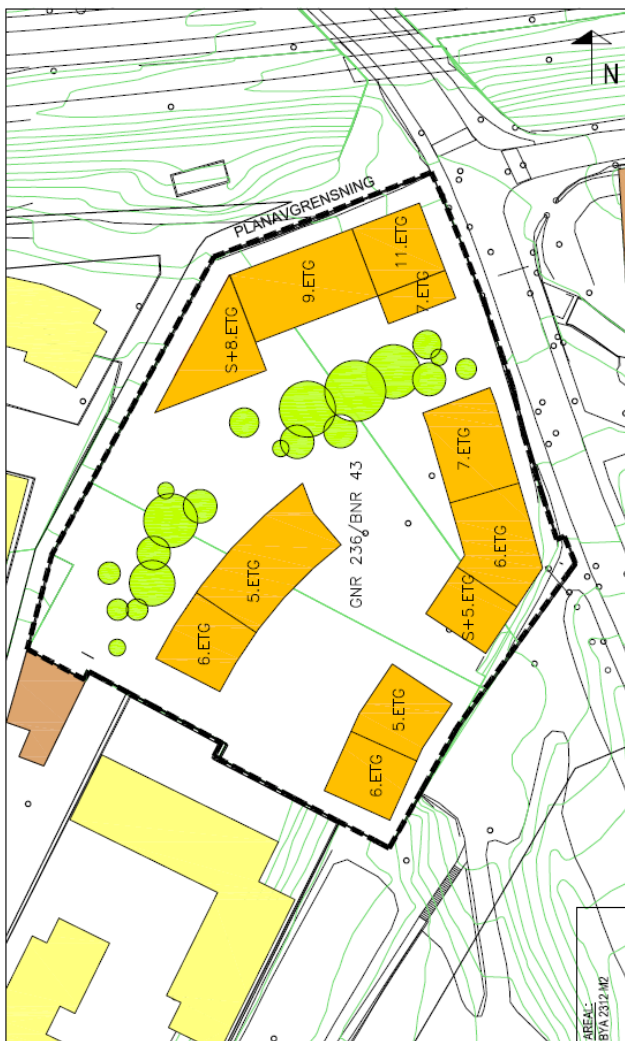 N
PLANAVGRENSNING
S+8.ETG
9.ETG
11.ETG
7.ETG
7.ETG
6.ETG
S+5.ETG
GNR 236/BNR 43
5.ETG
6.ETG
5.ETG
6.ETG
AREAL:
BYA 2312 M2